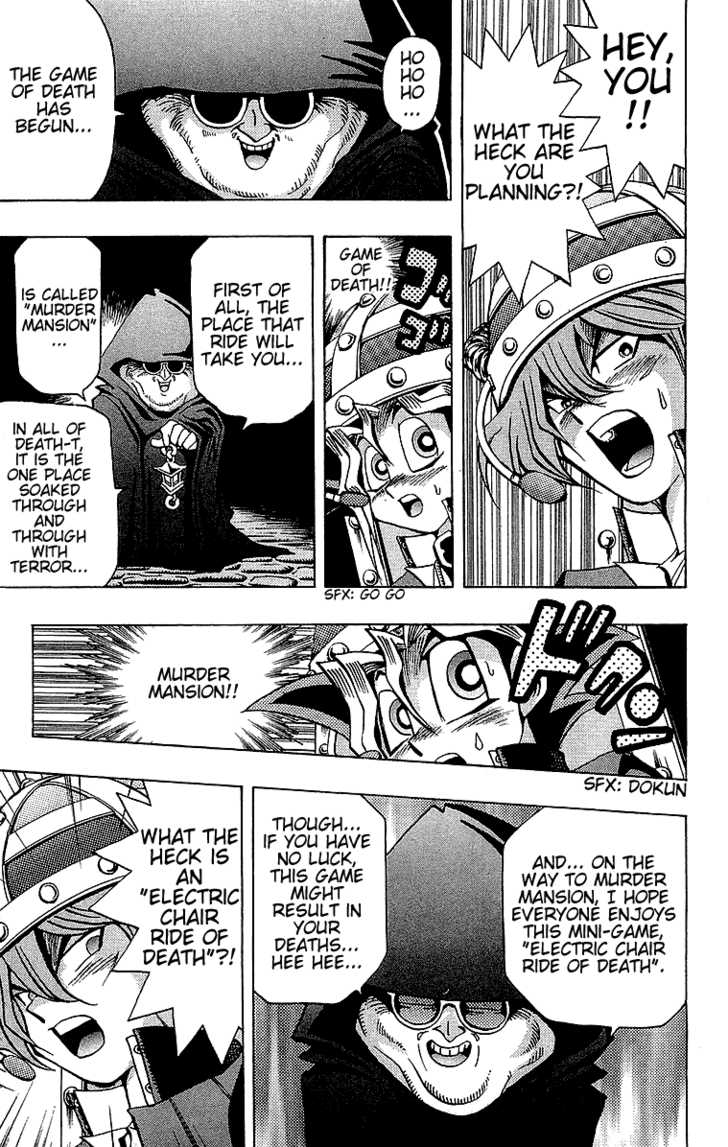 HEY,
YOU
!!
WHAT THE
HECK ARE
YOU
PLANNING?!
HO
HO
HO
...
THE GAME
OF DEATH
HAS
BEGUN...
GAME
OF
DEATH!!
ゴ
ゴ
SFX: GO GO
FIRST OF
ALL, THE
PLACE THAT
RIDE WILL
TAKE YOU...
IS CALLED
"MURDER
MANSION"
...
IN ALL OF
DEATH-T,
IT IS THE
ONE PLACE
SOAKED
THROUGH
AND
THROUGH
WITH
TERROR...
ドクン
SFX: DOKUN
MURDER
MANSION!!
AND... ON THE
WAY TO MURDER
MANSION, I HOPE
EVERYONE ENJOYS
THIS MINI-GAME,
"ELECTRIC CHAIR
RIDE OF DEATH".
THOUGH...
IF YOU HAVE
NO LUCK,
THIS GAME
MIGHT
RESULT IN
YOUR
DEATHS...
HEE HEE...
WHAT THE
HECK IS
AN
"ELECTRIC
CHAIR
RIDE OF
DEATH"?!